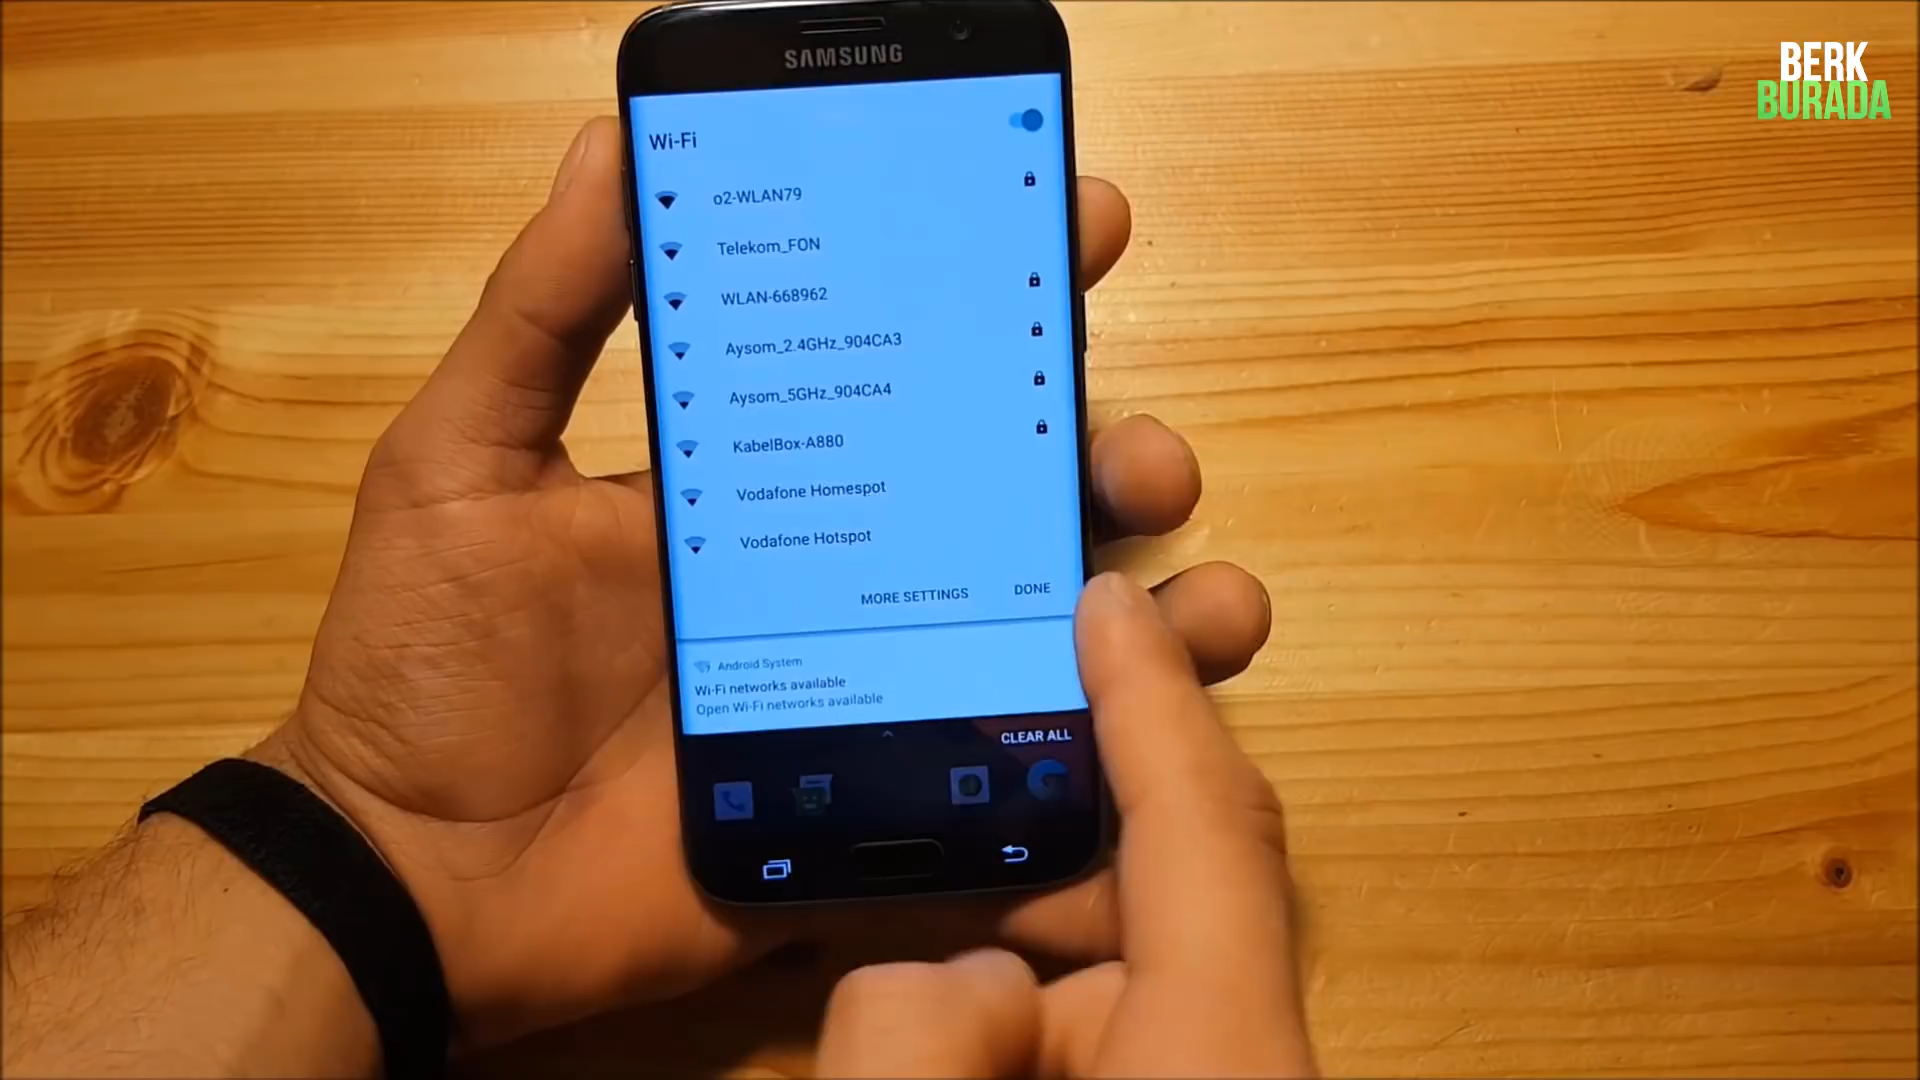 SAMSUNG
BERK
BURADA
Wi-Fi
o2-WLAN79
Telekom_FON
WLAN-668962
Aysom_2.4GHz_904CA3
Aysom_5GHz_904CA4
KabelBox-A880
Vodafone Homespot
Vodafone Hotspot
MORE SETTINGS DONE
Android System
Wi-Fi networks available
Open Wi-Fi networks available
CLEAR ALL